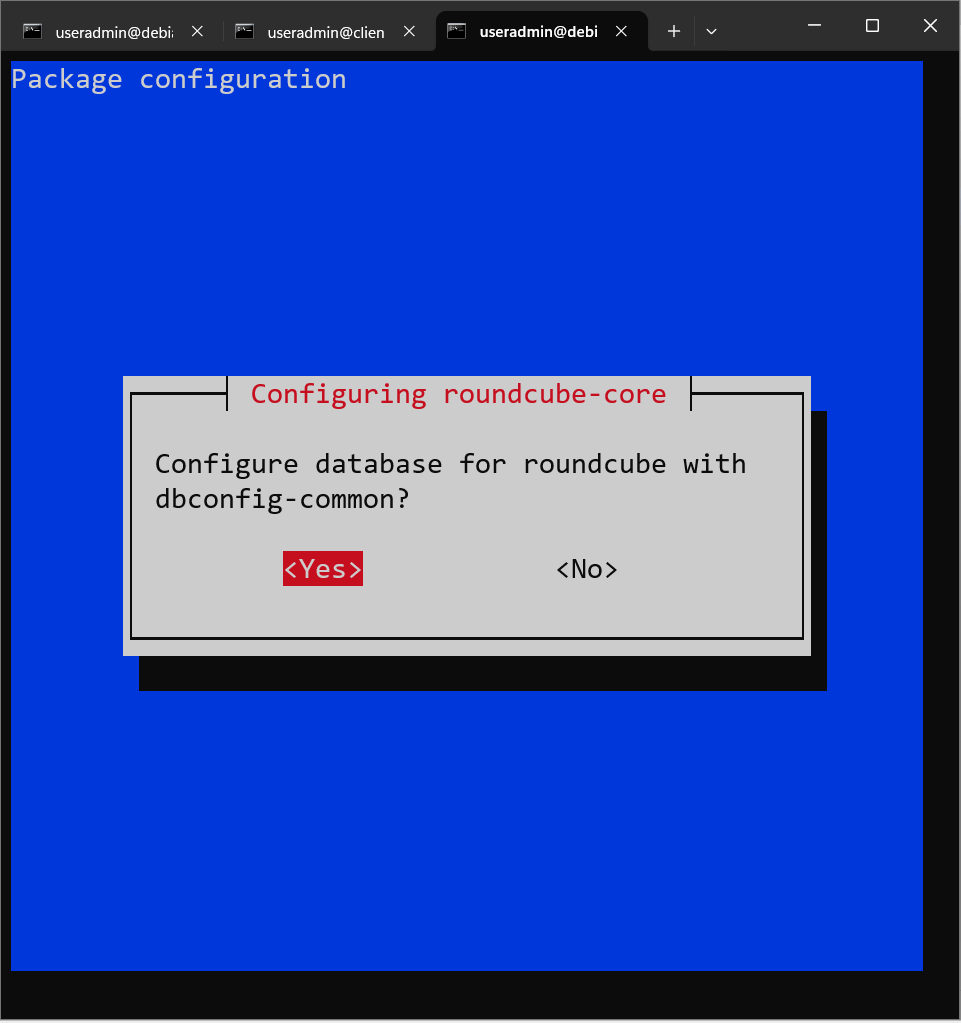 useradmin@debi
useradmin@clien
useradmin@debi
Package configuration
Configuring roundcube-core
Configure database for roundcube with
dbconfig-common?
<Yes> <No>